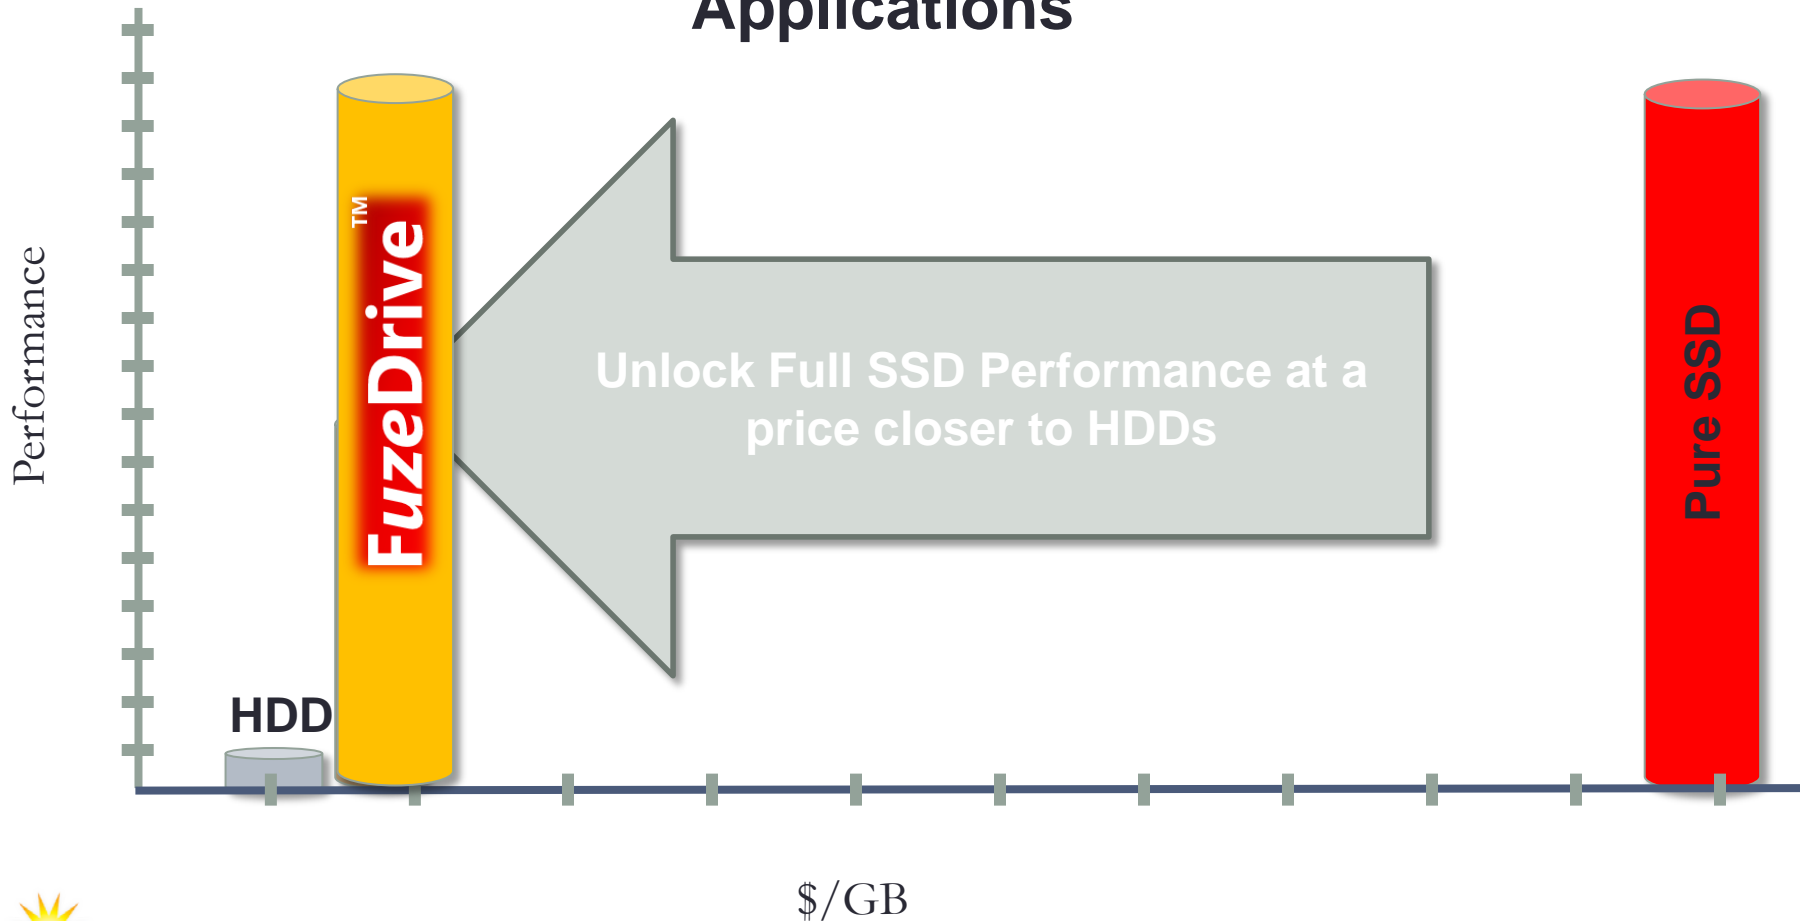 Applications
Performance
FuzeDrive™
Unlock Full SSD Performance at a
price closer to HDDs
Pure SSD
HDD
$/GB